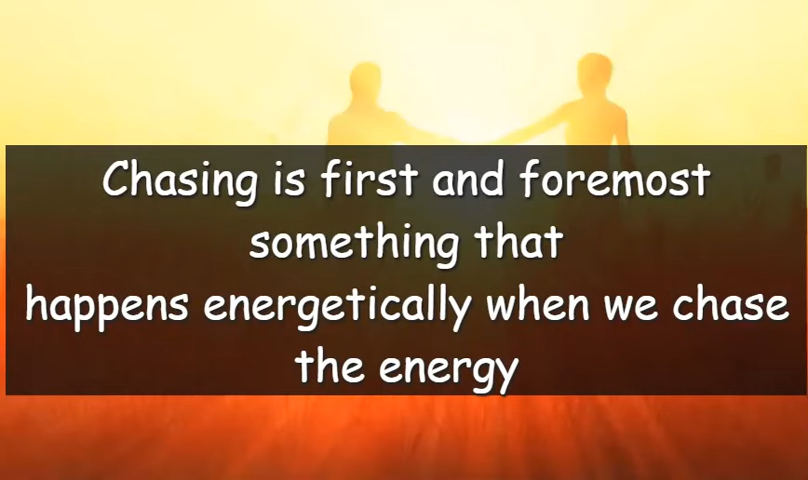 Chasing is first and foremost
something that
happens energetically when we chase
the energy